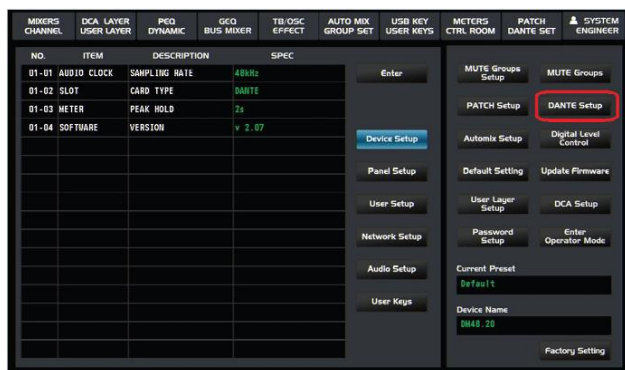 MIXERS CHANNEL
DCA LAYER USER LAYER
PEQ DYNAMIC
GEQ BUS MIXER
TB/OSC EFFECT
AUTO MIX GROUP SET
USB KEY USER KEYS
METERS CTRL ROOM
PATCH DANTE SET
SYSTEM ENGINEER
NO. ITEM DESCRIPTION SPEC
01-01 AUDIO CLOCK SAMPLING RATE 48kHz
01-02 SLOT CARD TYPE DANTE
01-03 METER PEAK HOLD 2s
01-04 SOFTWARE VERSION v 2.07
Enter
Device Setup
Panel Setup
User Setup
Network Setup
Audio Setup
User Keys
MUTE Groups Setup
MUTE Groups
PATCH Setup
DANTE Setup
Automix Setup
Digital Level Control
Default Setting
Update Firmware
User Layer Setup
DCA Setup
Password Setup
Enter Operator Mode
Current Preset
Default
Device Name
DM48.20
Factory Setting